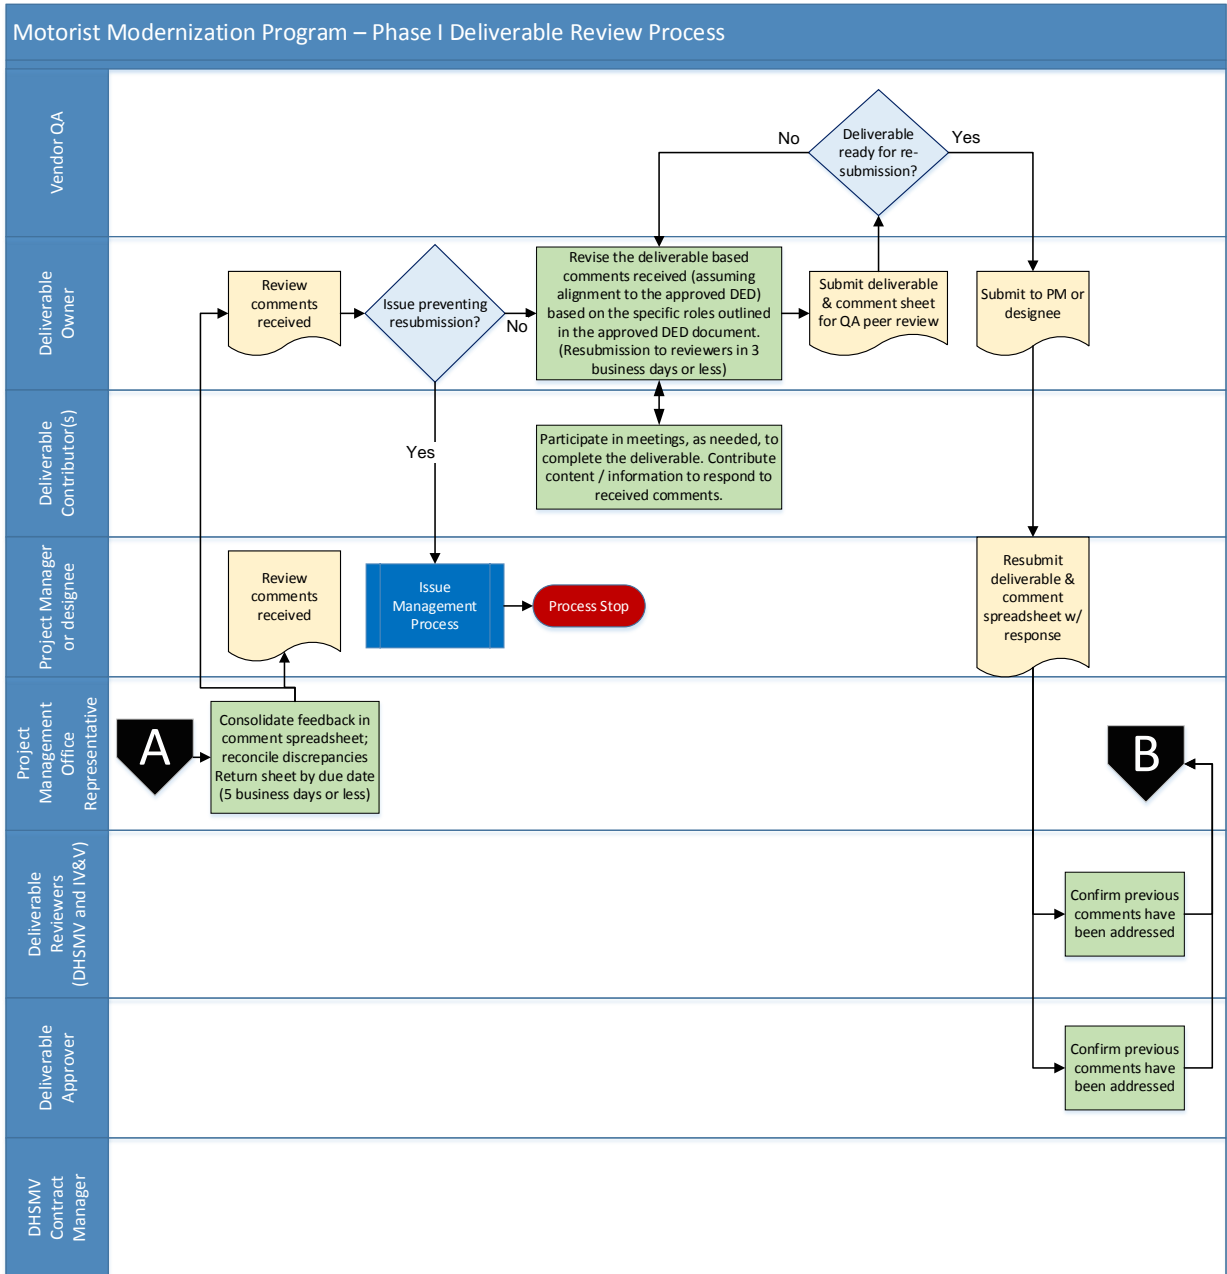 Motorist Modernization Program – Phase I Deliverable Review Process
Vendor QA
No
Deliverable
ready for re-
submission?
Yes
Deliverable
Owner
Review
comments
received
Issue preventing
resubmission?
No
Revise the deliverable based
comments received (assuming
alignment to the approved DED)
based on the specific roles outlined
in the approved DED document.
(Resubmission to reviewers in 3
business days or less)
Submit deliverable
& comment sheet
for QA peer review
Submit to PM or
designee
Deliverable
Contributor(s)
Yes
Participate in meetings, as needed, to
complete the deliverable. Contribute
content / information to respond to
received comments.
Project Manager
or designee
Review
comments
received
Issue
Management
Process
Process Stop
Resubmit
deliverable &
comment
spreadsheet w/
response
Project
Management
Office
Representative
A
Consolidate feedback in
comment spreadsheet;
reconcile discrepancies
Return sheet by due date
(5 business days or less)
B
Deliverable
Reviewers
(DHSMV and IV&V)
Confirm previous
comments have
been addressed
Deliverable
Approver
Confirm previous
comments have
been addressed
DHSMV
Contract
Manager